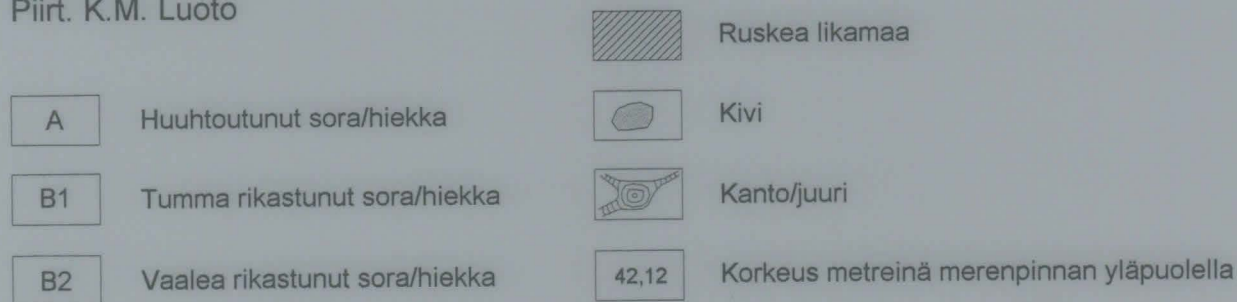 Piirt. K.M. Luoto
A Huuhtoutunut sora/hiekka
B1 Tumma rikastunut sora/hiekka
B2 Vaalea rikastunut sora/hiekka
Ruskea likamaa
Kivi
Kanto/juuri
42,12 Korkeus metreinä merenpinnan yläpuolella